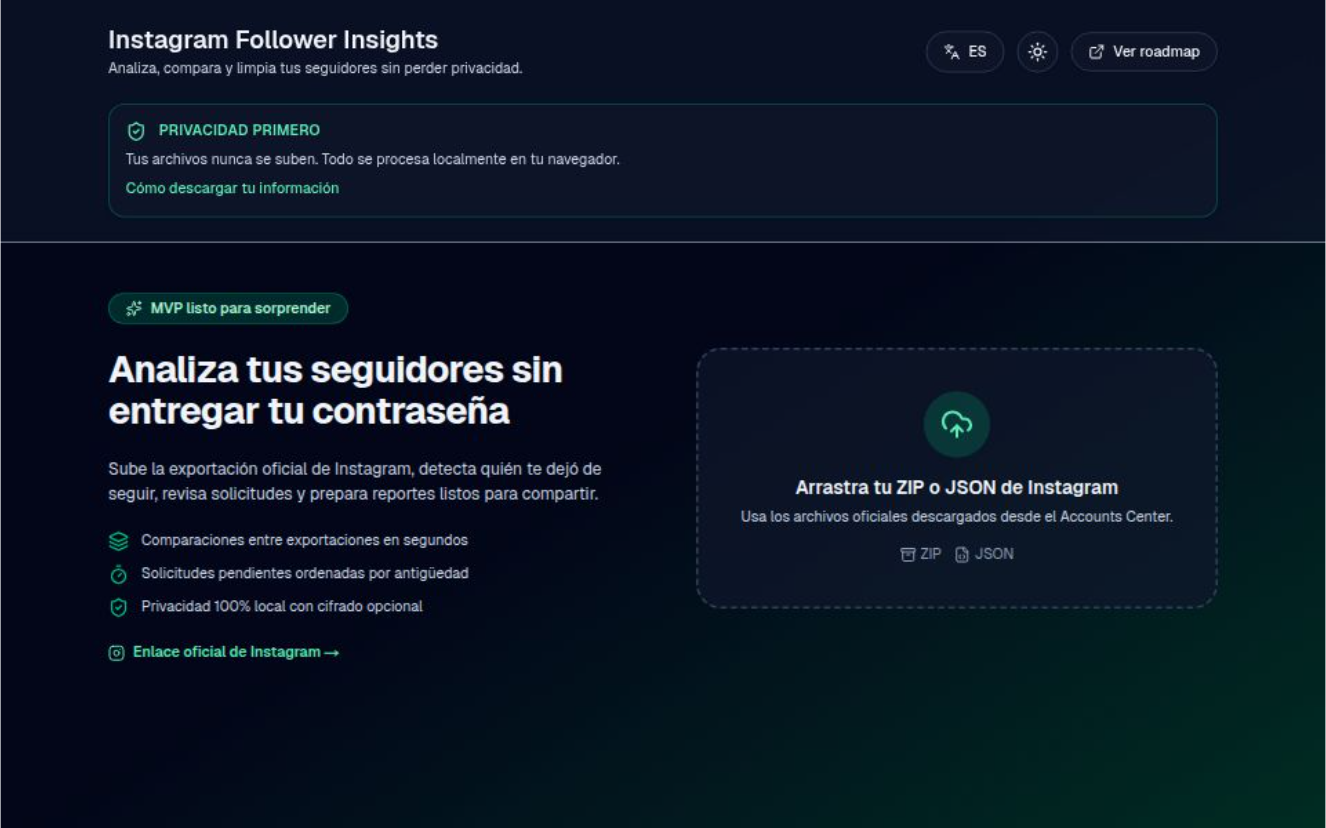 Instagram Follower Insights
Analiza, compara y limpia tus seguidores sin perder privacidad.
ES
Ver roadmap
PRIVACIDAD PRIMERO
Tus archivos nunca se suben. Todo se procesa localmente en tu navegador.
Cómo descargar tu información
MVP listo para sorprender
Analiza tus seguidores sin
entregar tu contraseña
Sube la exportación oficial de Instagram, detecta quién te dejó de
seguir, revisa solicitudes y prepara reportes listos para compartir.
Comparaciones entre exportaciones en segundos
Solicitudes pendientes ordenadas por antigüedad
Privacidad 100% local con cifrado opcional
Enlace oficial de Instagram →
Arrastra tu ZIP o JSON de Instagram
Usa los archivos oficiales descargados desde el Accounts Center.
ZIP JSON